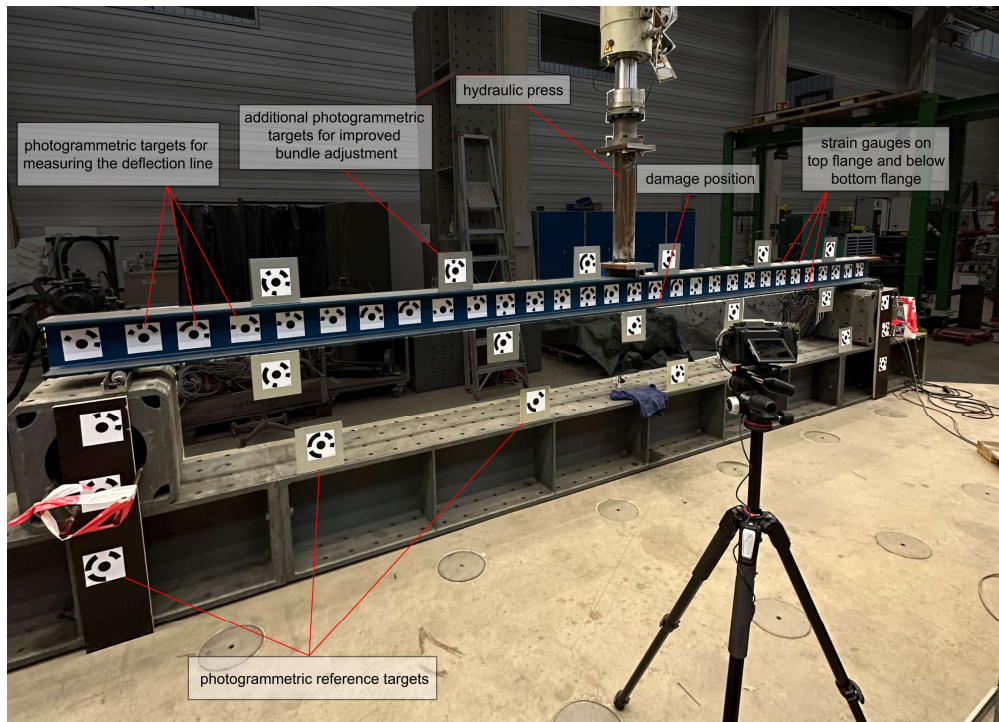 hydraulic press
additional photogrammetric
targets for improved
bundle adjustment
photogrammetric targets for
measuring the deflection line
strain gauges on
top flange and below
bottom flange
damage position
photogrammetric reference targets